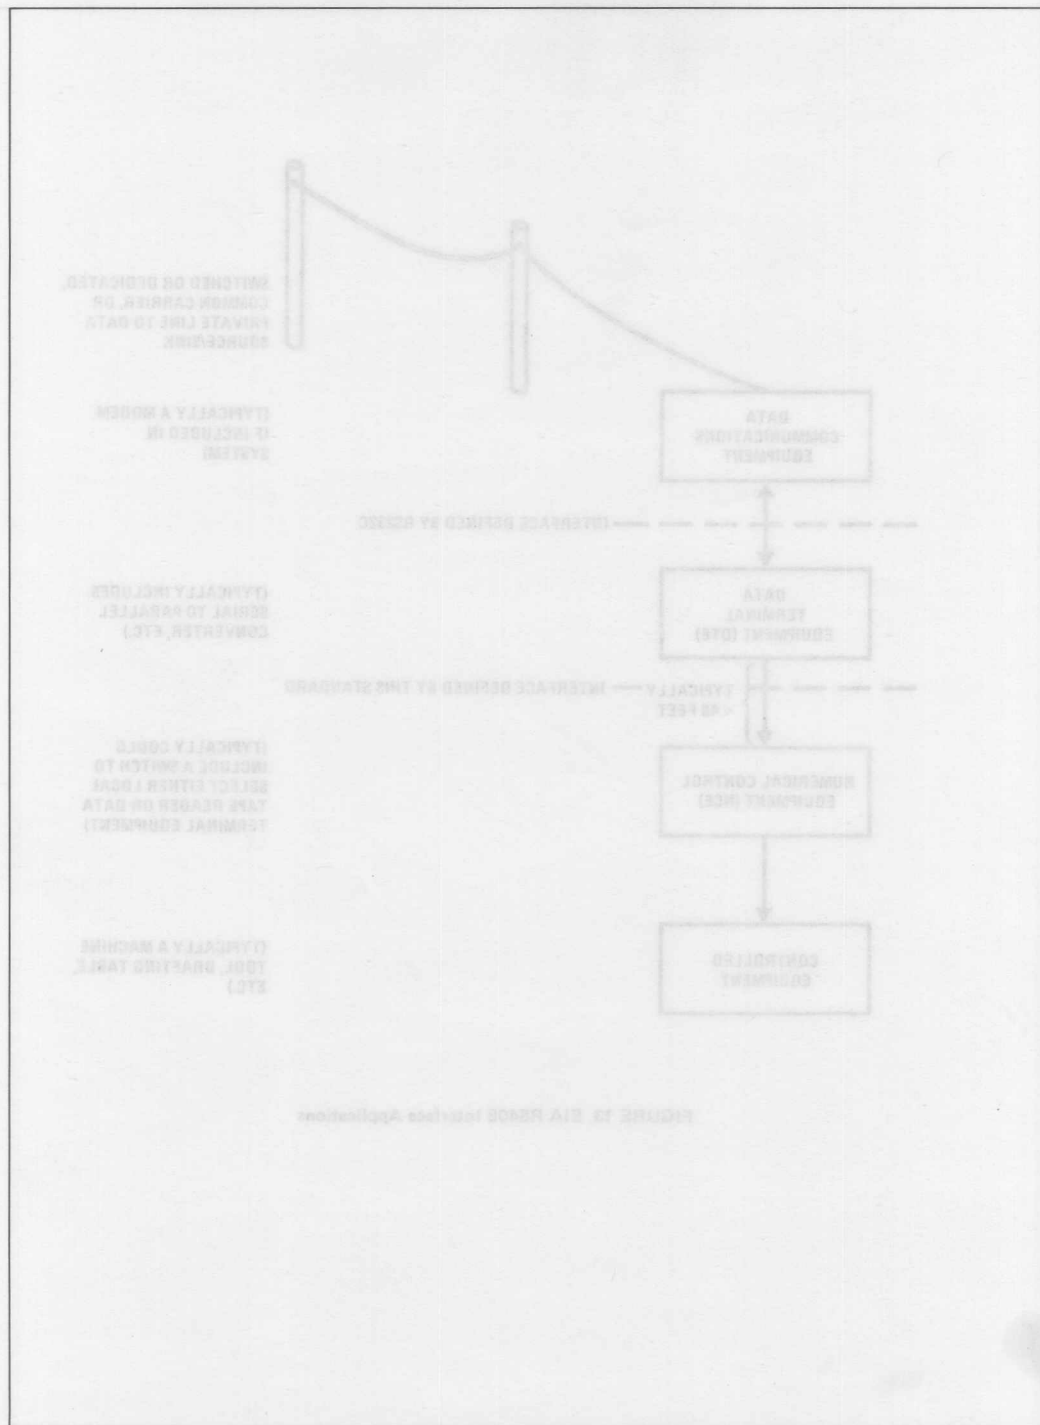 SWITCHED OR DEDICATED,
COMMON CARRIER, OR
PRIVATE LINE TO DATA
SOURCE/SINK.
DATA
COMMUNICATIONS
EQUIPMENT
(TYPICALLY A MODEM
IF INCLUDED IN
SYSTEM)
INTERFACE DEFINED BY RS232C
DATA
TERMINAL
EQUIPMENT (DTE)
(TYPICALLY INCLUDES
SERIAL TO PARALLEL
CONVERTER, ETC.)
TYPICALLY
FEET
INTERFACE DEFINED BY THIS STANDARD
NUMERICAL CONTROL
EQUIPMENT (NCE)
(TYPICALLY COULD
INCLUDE A SWITCH TO
SELECT EITHER LOCAL
TAPE READER OR DATA
TERMINAL EQUIPMENT)
CONTROLLED
EQUIPMENT
(TYPICALLY A MACHINE
TOOL, DRAFTING TABLE,
ETC.)
FIGURE 13. EIA RS408 Interface Applications